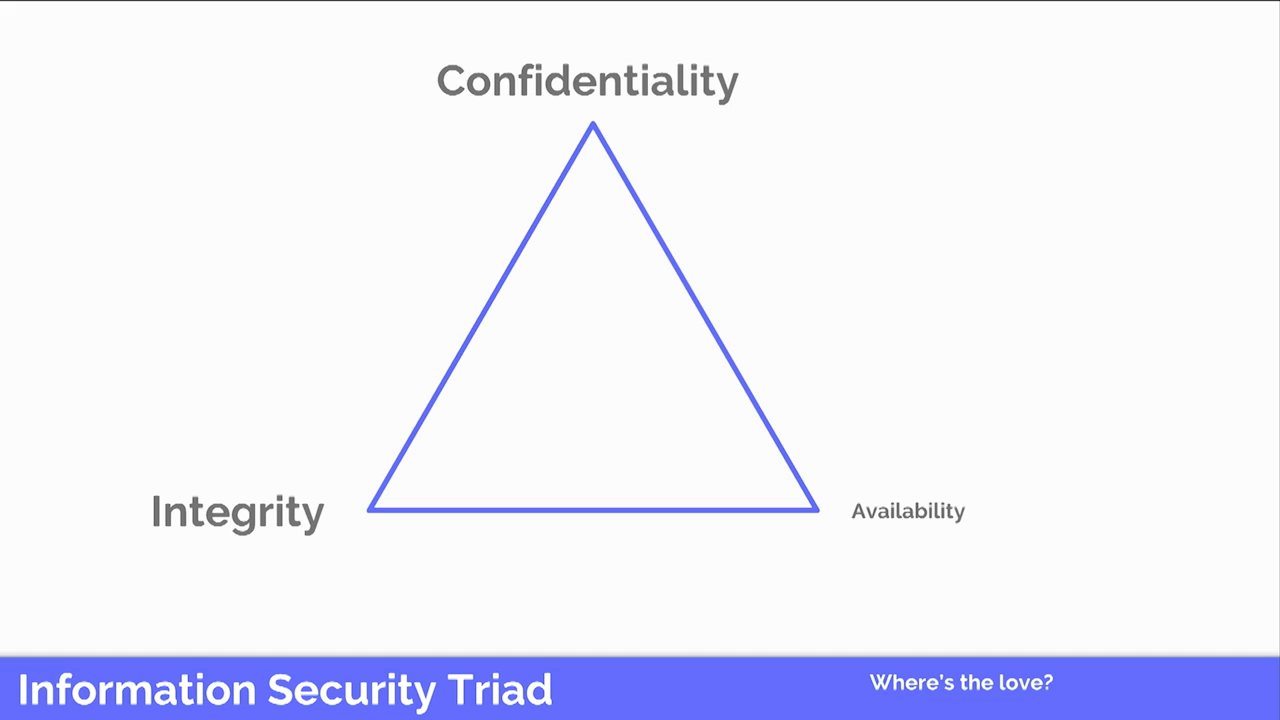 Confidentiality
Integrity
Availability
Information Security Triad
Where's the love?